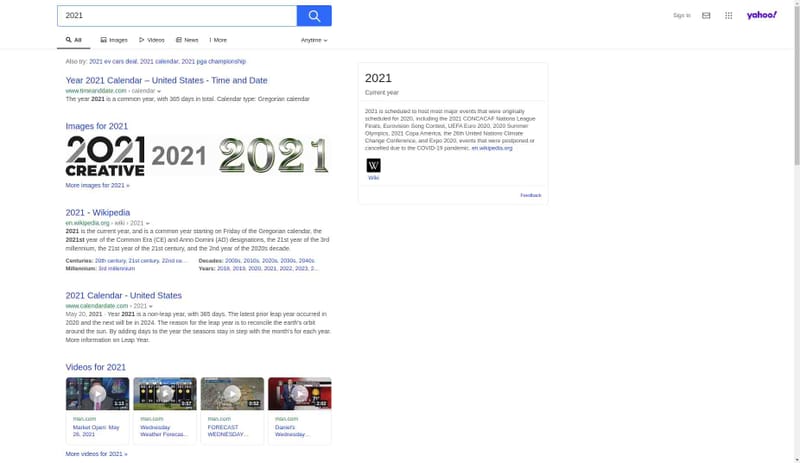 2021
Sign in
yahoo!
All
Images
Videos
News
More
Anytime
Also try: 2021 ev cars deal, 2021 calendar, 2021 pga championship
Year 2021 Calendar – United States - Time and Date
www.timeanddate.com › calendar
The year 2021 is a common year, with 365 days in total. Calendar type: Gregorian calendar
Images for 2021
2021
CREATIVE
2021
2021
More images for 2021 »
2021 - Wikipedia
en.wikipedia.org › wiki › 2021
2021 is the current year, and is a common year starting on Friday of the Gregorian calendar, the
2021st year of the Common Era (CE) and Anno Domini (AD) designations, the 21st year of the 3rd
millennium, the 21st year of the 21st century, and the 2nd year of the 2020s decade.
Centuries: 20th century, 21st century, 22nd ce...
Decades: 2000s, 2010s, 2020s, 2030s, 2040s.
Millennium: 3rd millennium
Years: 2018, 2019, 2020, 2021, 2022, 2023, 2...
2021 Calendar - United States
www.calendardate.com › 2021
May 20, 2021 · Year 2021 is a non-leap year, with 365 days. The latest prior leap year occurred in
2020 and the next will be in 2024. The reason for the leap year is to reconcile the earth's orbit
around the sun. By adding days to the year the seasons stay in step with the month's for each year.
More information on Leap Year.
Videos for 2021
1:13
0:57
0:52
2:02
msn.com
Market Open: May
26, 2021
msn.com
Wednesday
Weather Forecas...
msn.com
FORECAST
WEDNESDAY...
msn.com
Daniel's
Wednesday...
More videos for 2021 »
2021
Current year
2021 is scheduled to host most major events that were originally
scheduled for 2020, including the 2021 CONCACAF Nations League
Finals, Eurovision Song Contest, UEFA Euro 2020, 2020 Summer
Olympics, 2021 Copa America, the 26th United Nations Climate
Change Conference, and Expo 2020, events that were postponed or
cancelled due to the COVID-19 pandemic. en.wikipedia.org
W
Wiki
Feedback